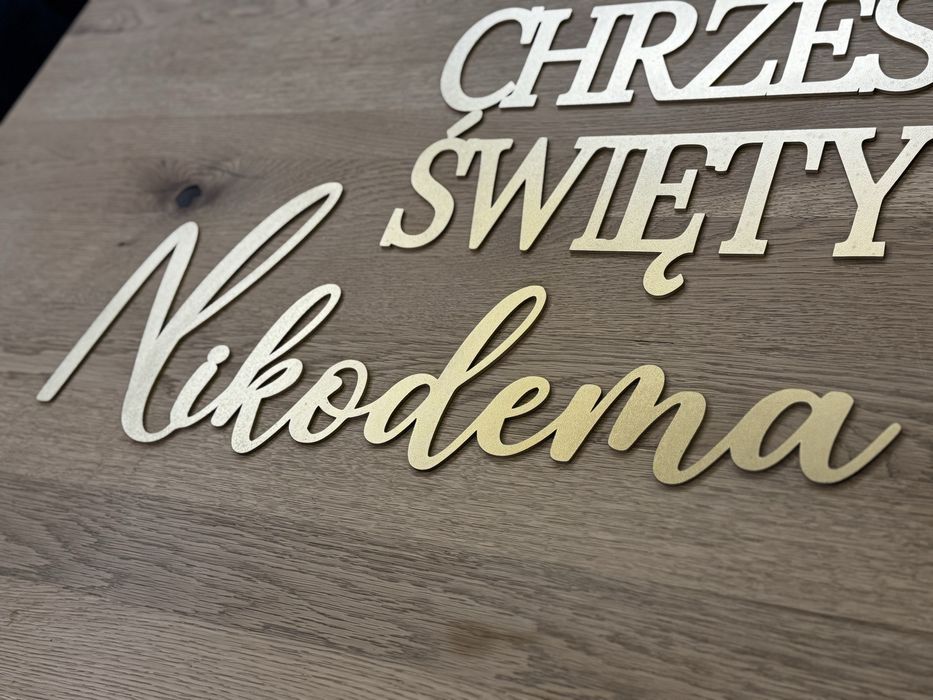 CHRZES
ŚWIĘTY
Nikodema